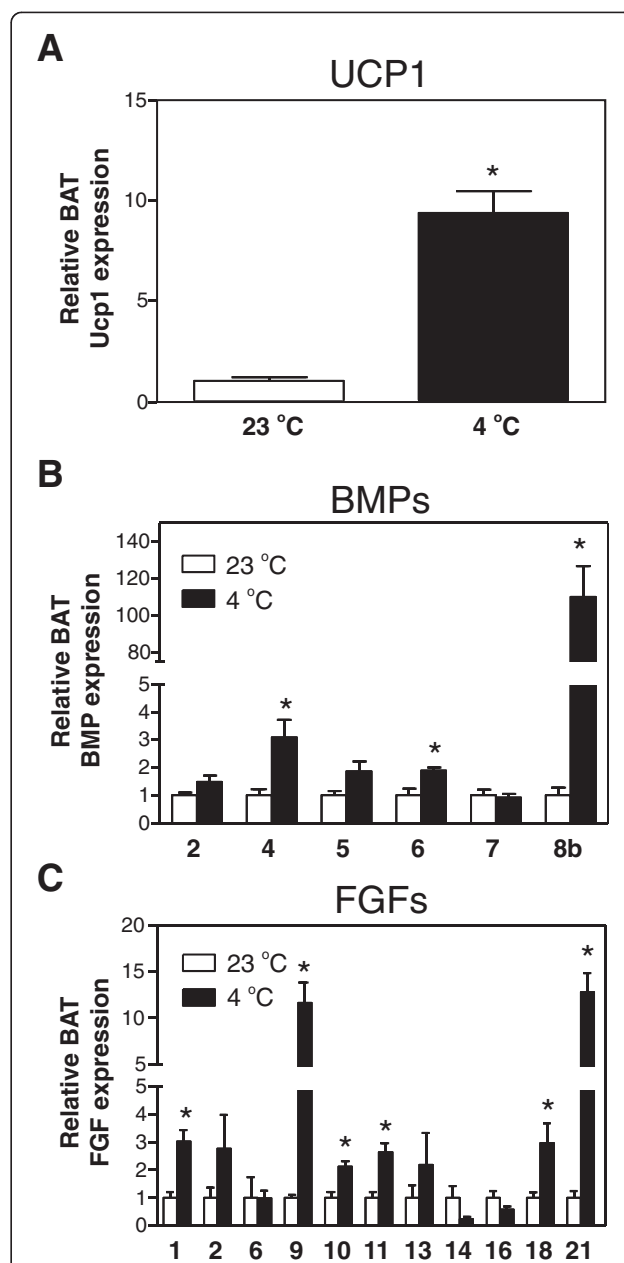 A
UCP1
Relative BAT
Ucp1 expression
15
10
5
0
*
23 °C
4 °C
B
BMPs
Relative BAT
BMP expression
140
120
100
80
5
4
3
2
1
0
23 °C
4 °C
*
*
*
2 4 5 6 7 8b
C
FGFs
Relative BAT
FGF expression
20
15
10
5
5
4
3
2
1
0
23 °C
4 °C
*
*
*
*
*
*
1 2 6 9 10 11 13 14 16 18 21